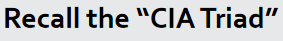 Recall the “CIA Triad”